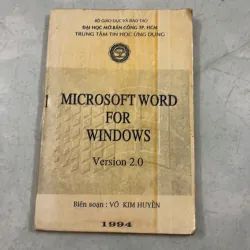 BỘ GIÁO DỤC VÀ ĐÀO TẠO
ĐẠI HỌC MỞ BÁN CÔNG TP. HCM
TRUNG TÂM TIN HỌC ỨNG DỤNG
MICROSOFT WORD
FOR
WINDOWS
Version 2.0
Biên soạn : VÕ KIM HUYỀN
1994